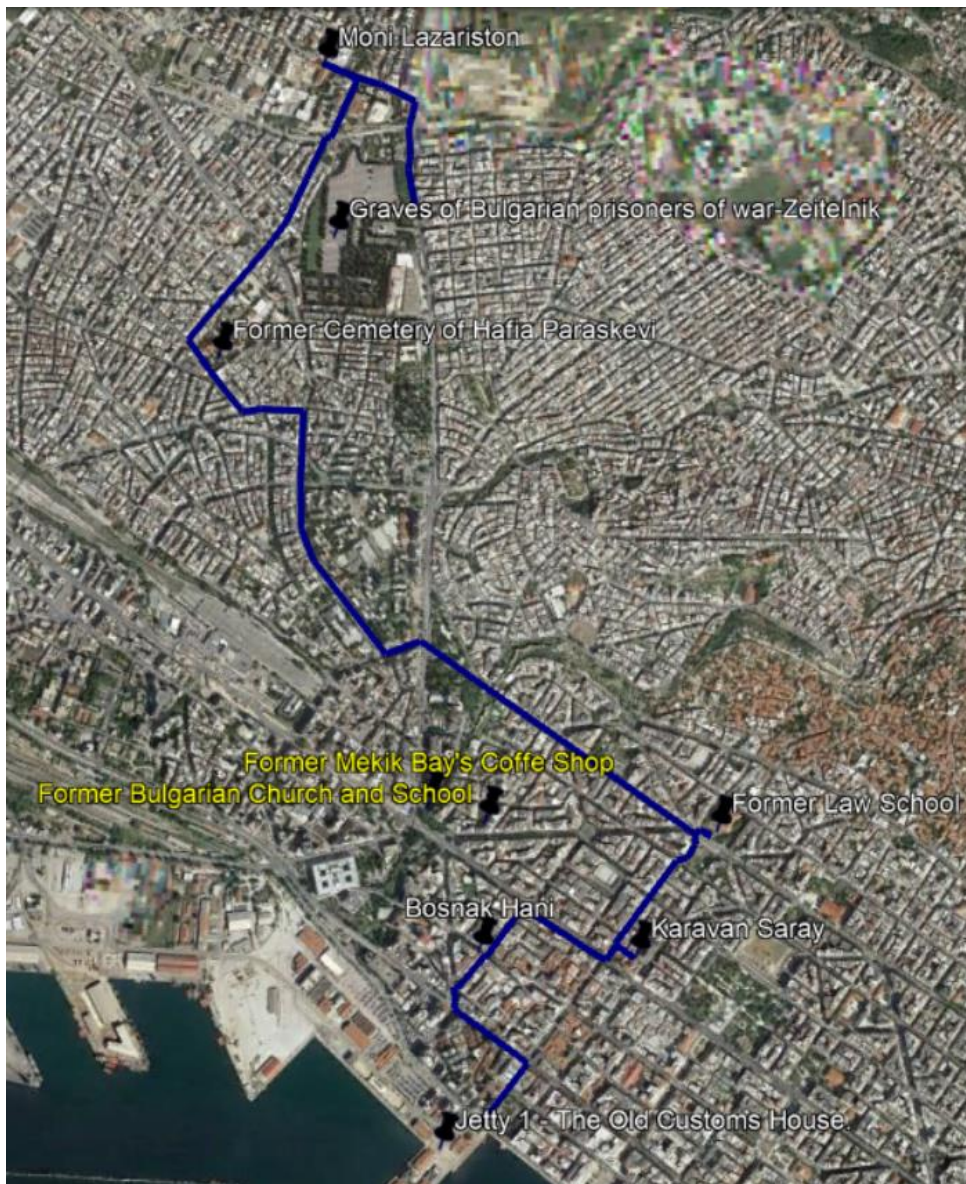 Moni Lazariston
Graves of Bulgarian prisoners of war-Zeitelnik
Former Cemetery of Hafia Paraskevi
Former Mekik Bay's Coffe Shop
Former Bulgarian Church and School
Former Law School
Bosnak Hani
Karavan Saray
Jetty 1 - The Old Customs House.